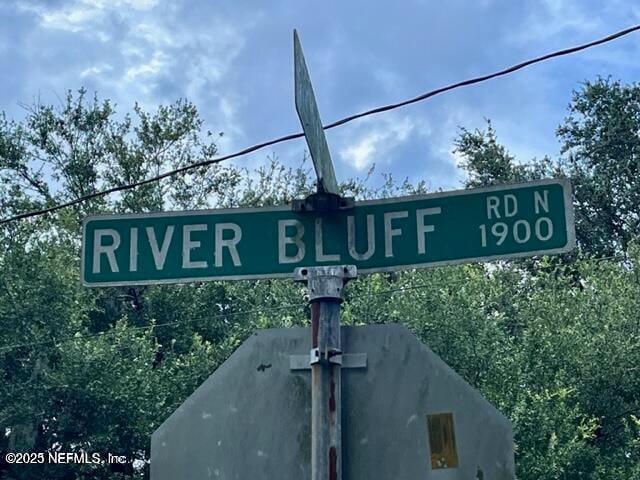 RIVER BLUFF RD N
1900
©2025 NEFMLS, Inc.